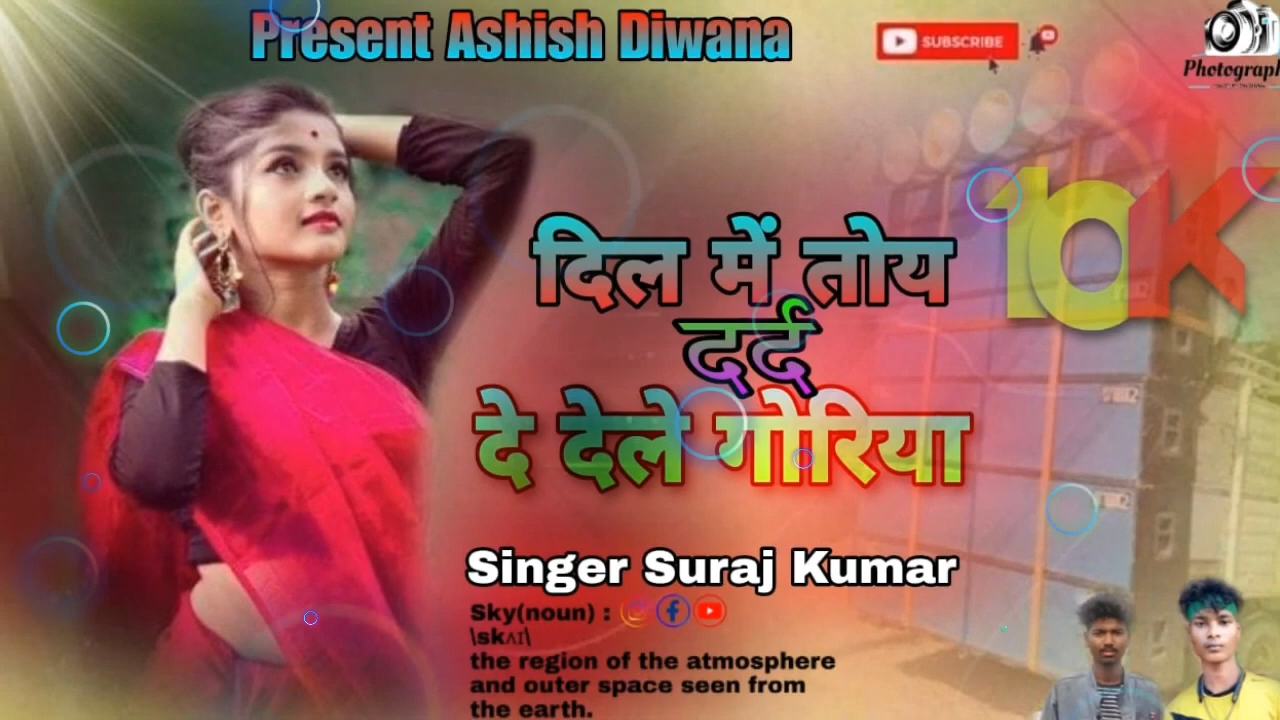 Present Ashish Diwana
SUBSCRIBE
Photograph
10K
दिल में तोय
दर्द
दे देले गोरिया
Singer Suraj Kumar
Sky(noun) :
\skʌɪ\
the region of the atmosphere
and outer space seen from
the earth.